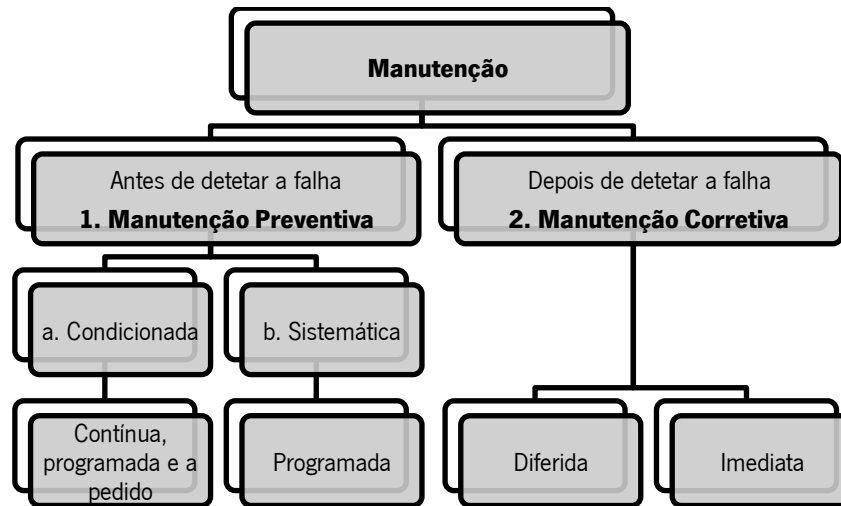 Manutenção
Antes de detetar a falha
1. Manutenção Preventiva
Depois de detetar a falha
2. Manutenção Corretiva
a. Condicionada
b. Sistemática
Contínua,
programada e a
pedido
Programada
Diferida
Imediata